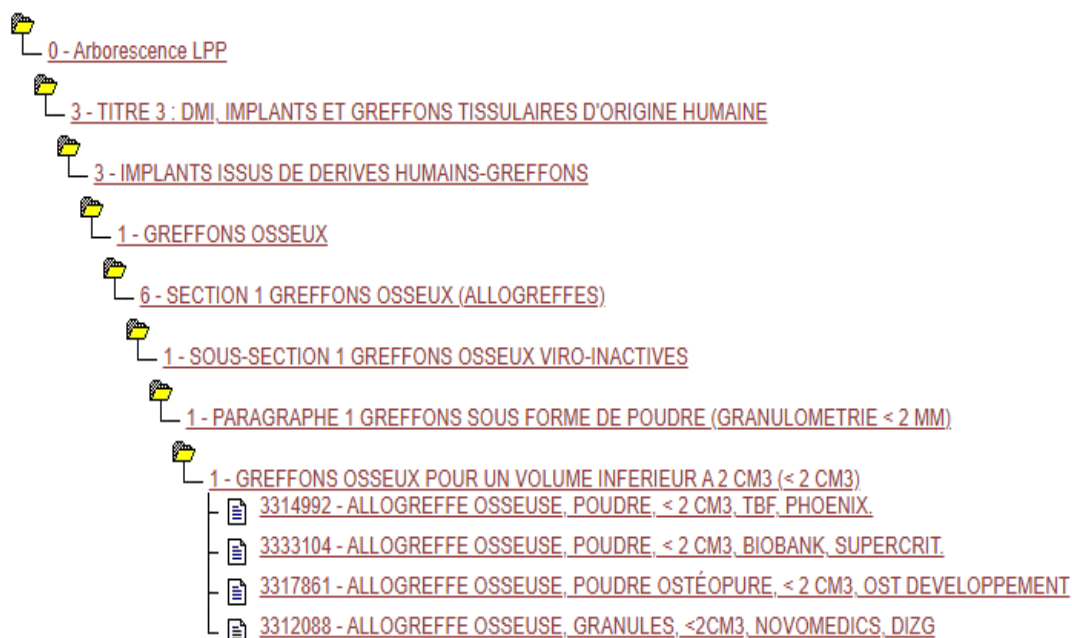 0 - Arborescence LPP
3 - TITRE 3 : DMI, IMPLANTS ET GREFFONS TISSULAIRES D'ORIGINE HUMAINE
3 - IMPLANTS ISSUS DE DERIVES HUMAINS-GREFFONS
1 - GREFFONS OSSEUX
6 - SECTION 1 GREFFONS OSSEUX (ALLOGREFFES)
1 - SOUS-SECTION 1 GREFFONS OSSEUX VIRO-INACTIVES
1 - PARAGRAPHE 1 GREFFONS SOUS FORME DE POUDRE (GRANULOMETRIE < 2 MM)
1 - GREFFONS OSSEUX POUR UN VOLUME INFERIEUR A 2 CM3 (< 2 CM3)
3314992 - ALLOGREFFE OSSEUSE, POUDRE, < 2 CM3, TBF, PHOENIX.
3333104 - ALLOGREFFE OSSEUSE, POUDRE, < 2 CM3, BIOBANK, SUPERCRIT.
3317861 - ALLOGREFFE OSSEUSE, POUDRE OSTÉOPURE, < 2 CM3, OST DEVELOPPEMENT
3312088 - ALLOGREFFE OSSEUSE, GRANULES, <2CM3, NOVOMEDICS, DIZG